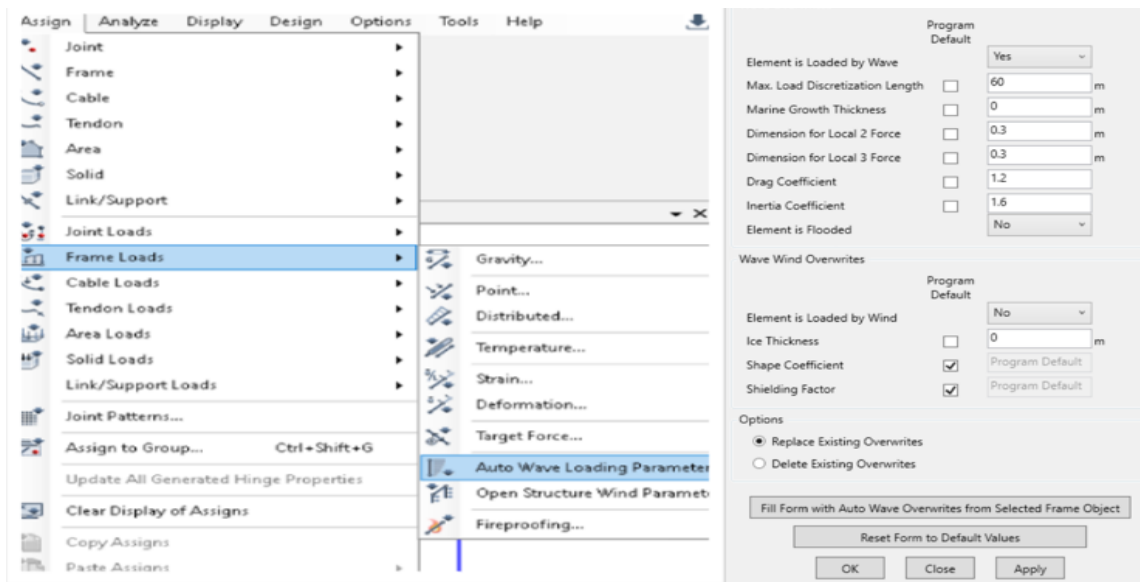 Assign Analyze Display Design Options Tools Help
Joint
Frame
Cable
Tendon
Area
Solid
Link/Support
Joint Loads
Frame Loads
Cable Loads
Tendon Loads
Area Loads
Solid Loads
Link/Support Loads
Joint Patterns...
Assign to Group... Ctrl+Shift+G
Update All Generated Hinge Properties
Clear Display of Assigns
Copy Assigns
Paste Assigns
Gravity...
Point...
Distributed...
Temperature...
Strain...
Deformation...
Target Force...
Auto Wave Loading Parameter
Open Structure Wind Paramet
Fireproofing...
Program
Default
Element is Loaded by Wave Yes
Max. Load Discretization Length 60 m
Marine Growth Thickness 0 m
Dimension for Local 2 Force 0.3 m
Dimension for Local 3 Force 0.3 m
Drag Coefficient 1.2
Inertia Coefficient 1.6
Element is Flooded No
Wave Wind Overwrites
Program
Default
Element is Loaded by Wind No
Ice Thickness 0 m
Shape Coefficient Program Default
Shielding Factor Program Default
Options
Replace Existing Overwrites
Delete Existing Overwrites
Fill Form with Auto Wave Overwrites from Selected Frame Object
Reset Form to Default Values
OK Close Apply